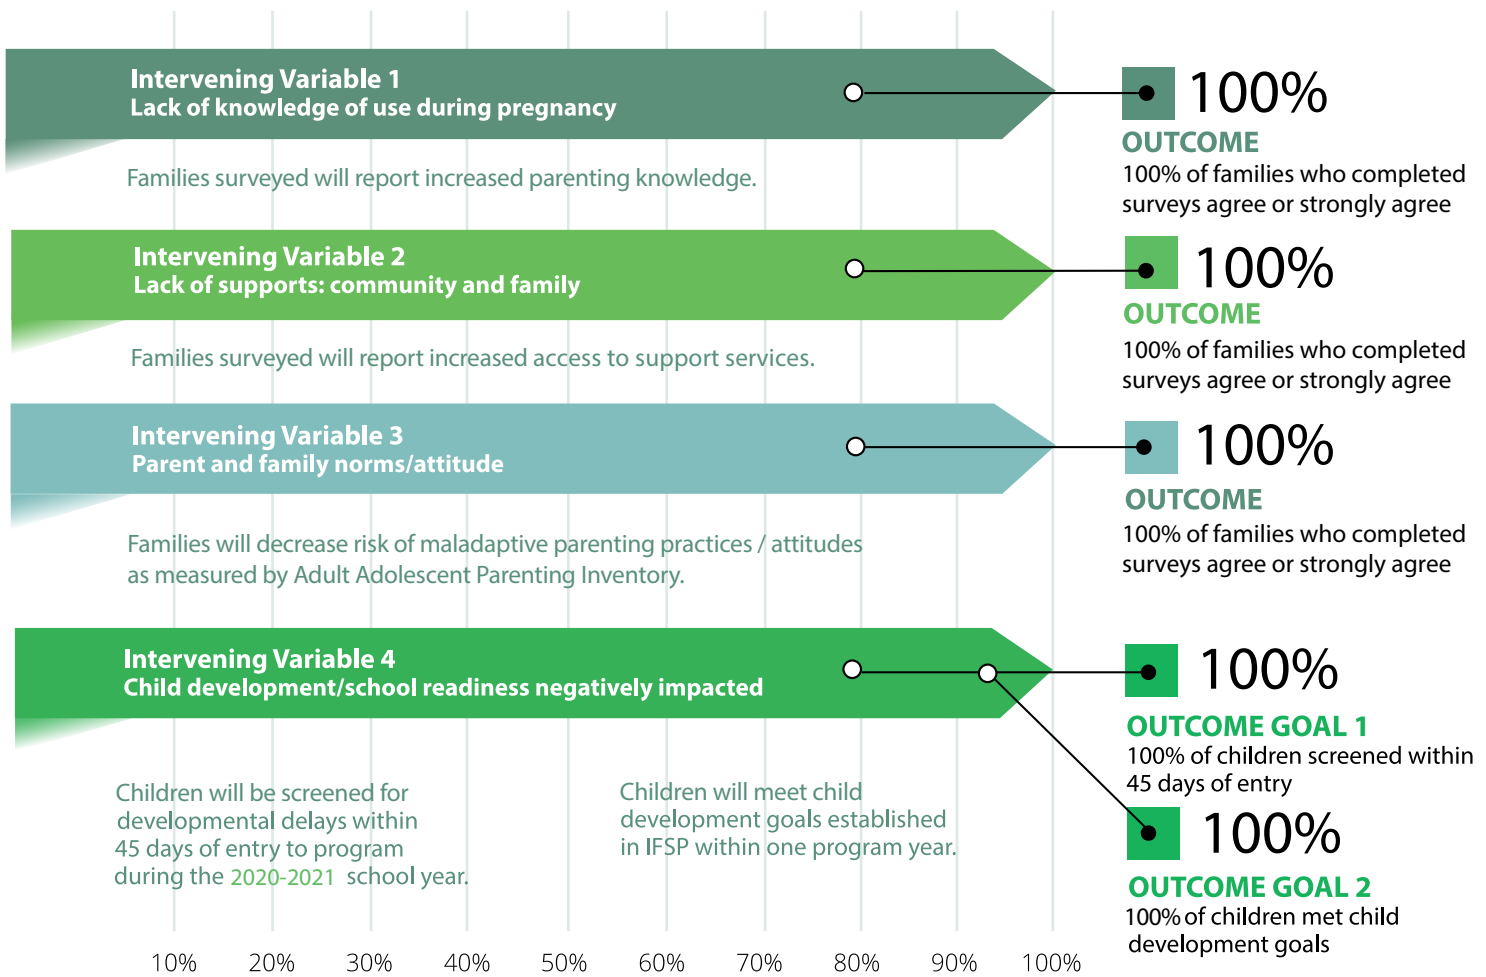 Intervening Variable 1
Lack of knowledge of use during pregnancy
Families surveyed will report increased parenting knowledge.
100%
OUTCOME
100% of families who completed
surveys agree or strongly agree
Intervening Variable 2
Lack of supports: community and family
Families surveyed will report increased access to support services.
100%
OUTCOME
100% of families who completed
surveys agree or strongly agree
Intervening Variable 3
Parent and family norms/attitude
Families will decrease risk of maladaptive parenting practices / attitudes
as measured by Adult Adolescent Parenting Inventory.
100%
OUTCOME
100% of families who completed
surveys agree or strongly agree
Intervening Variable 4
Child development/school readiness negatively impacted
Children will be screened for
developmental delays within
45 days of entry to program
during the 2020-2021 school year.
Children will meet child
development goals established
in IFSP within one program year.
100%
OUTCOME GOAL 1
100% of children screened within
45 days of entry
100%
OUTCOME GOAL 2
100% of children met child
development goals
10% 20% 30% 40% 50% 60% 70% 80% 90% 100%